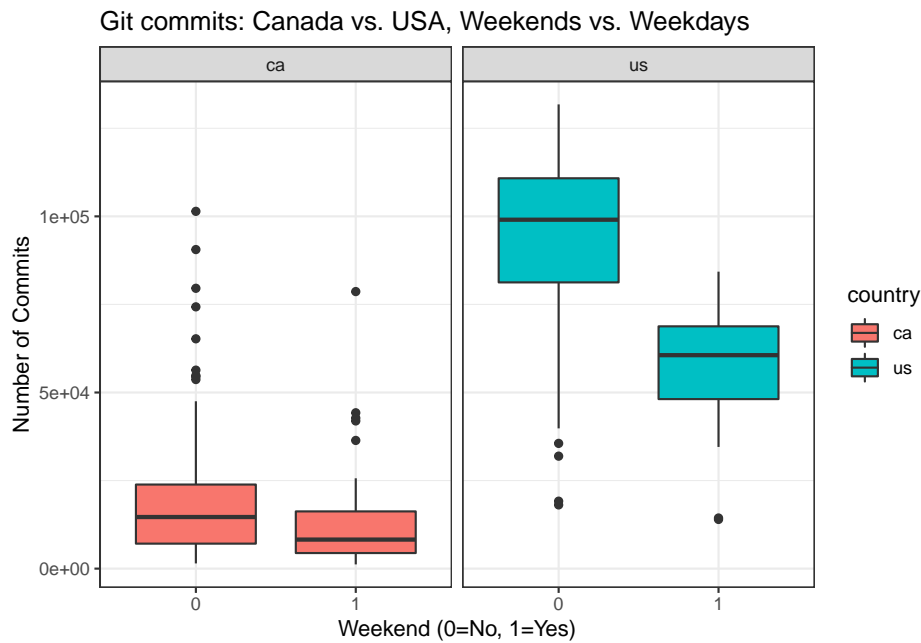 Git commits: Canada vs. USA, Weekends vs. Weekdays
ca
us
1e+05
5e+04
0e+00
Number of Commits
0
1
0
1
Weekend (0=No, 1=Yes)
country
ca
us